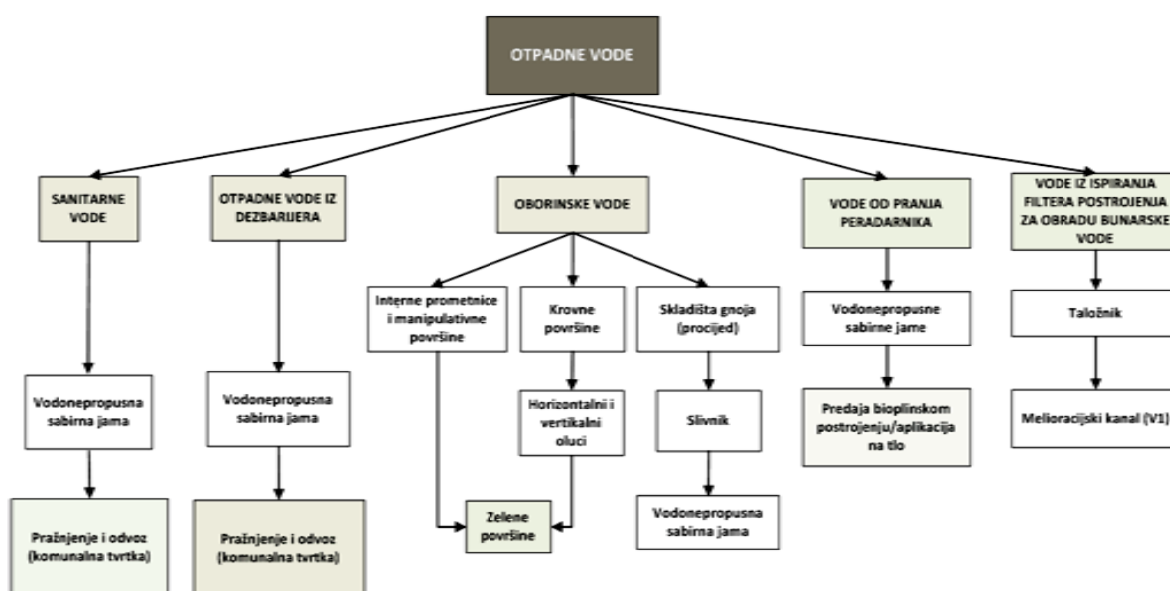 OTPADNE VODE
SANITARNE
VODE
OTPADNE VODE IZ
DEZBARIJERA
OBORINSKE VODE
VODE OD PRANJA
PERADARNIKA
VODE IZ ISPIRANJA
FILTERA POSTROJENJA
ZA OBRADU BUNARSKE
VODE
Interne prometnice
i manipulativne
površine
Krovne
površine
Skladišta gnoja
(procijed)
Vodonepropusne
sabirne jame
Taložnik
Vodonepropusna
sabirna jama
Vodonepropusna
sabirna jama
Horizontalni i
vertikalni
oluci
Slivnik
Predaja bioplinskom
postrojenju/aplikacija
na tlo
Melioracijski kanal (V1)
Pražnjenje i odvoz
(komunalna tvrtka)
Pražnjenje i odvoz
(komunalna tvrtka)
Zelene
površine
Vodonepropusna
sabirna jama